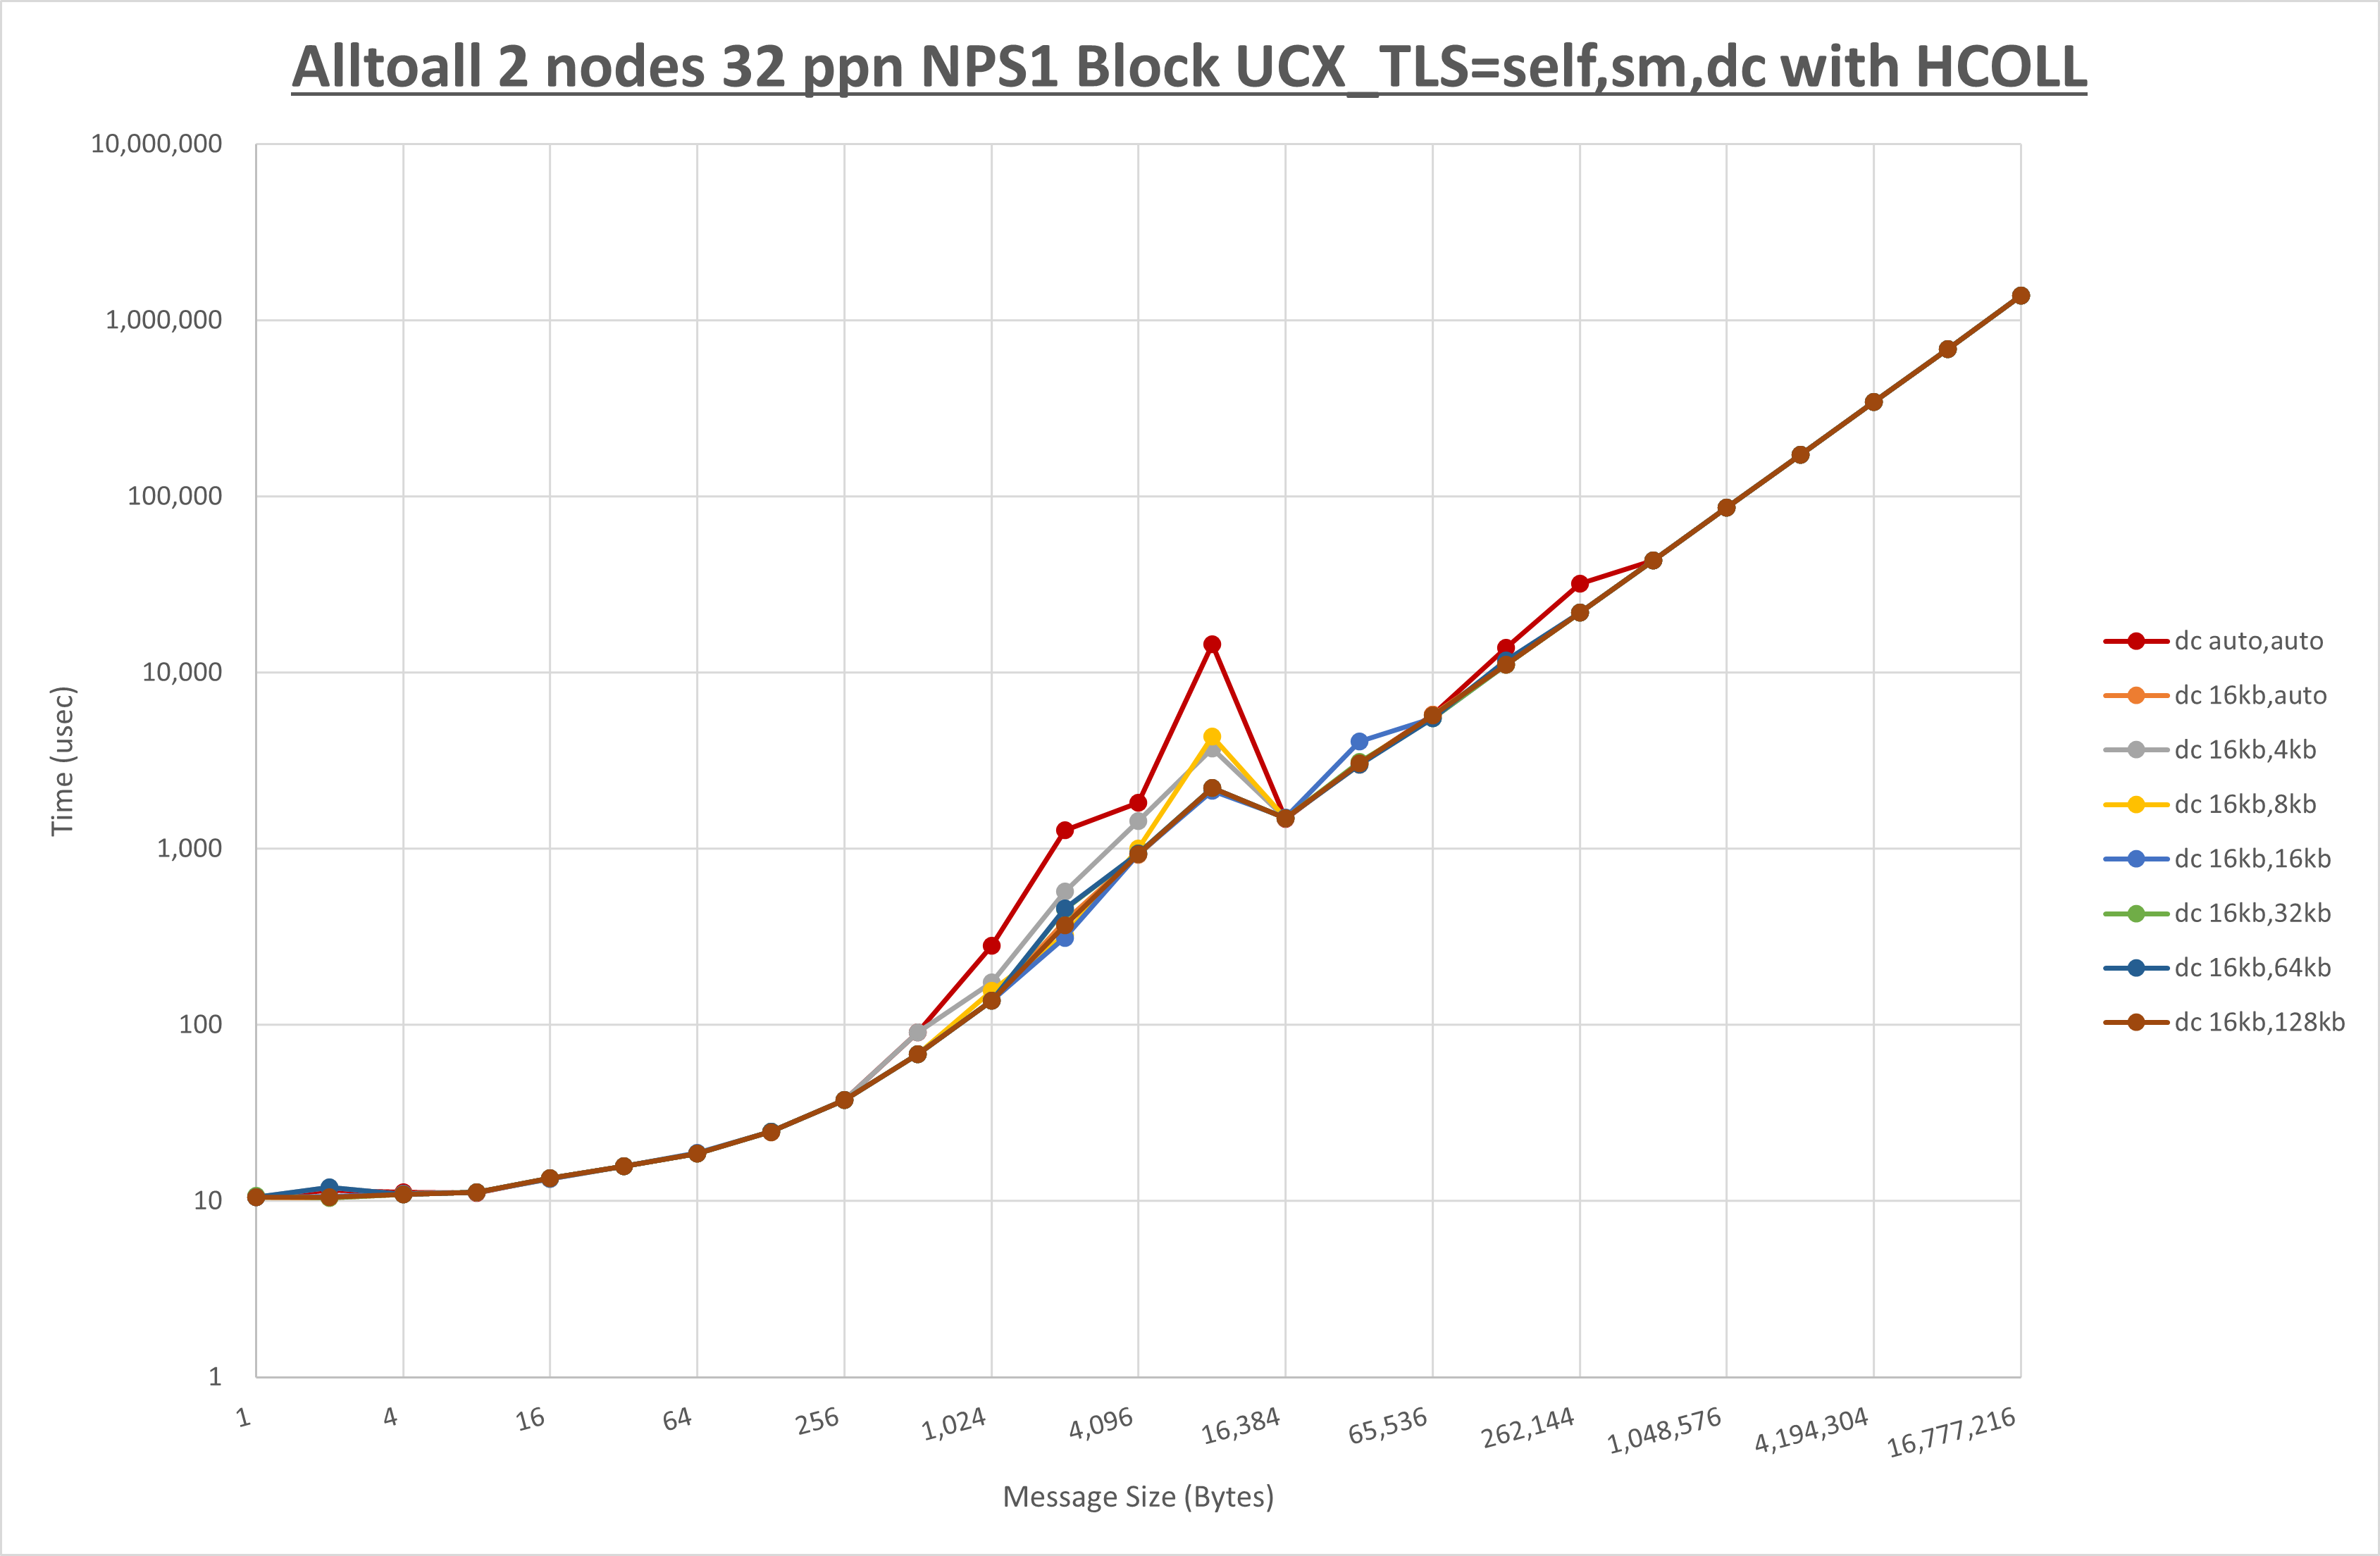 Alltoall 2 nodes 32 ppn NPS1 Block UCX_TLS=self,sm,dc with HCOLL
10,000,000
1,000,000
100,000
10,000
1,000
100
10
1
Time (usec)
1
4
16
64
256
1,024
4,096
16,384
65,536
262,144
1,048,576
4,194,304
16,777,216
Message Size (Bytes)
dc auto,auto
dc 16kb,auto
dc 16kb,4kb
dc 16kb,8kb
dc 16kb,16kb
dc 16kb,32kb
dc 16kb,64kb
dc 16kb,128kb